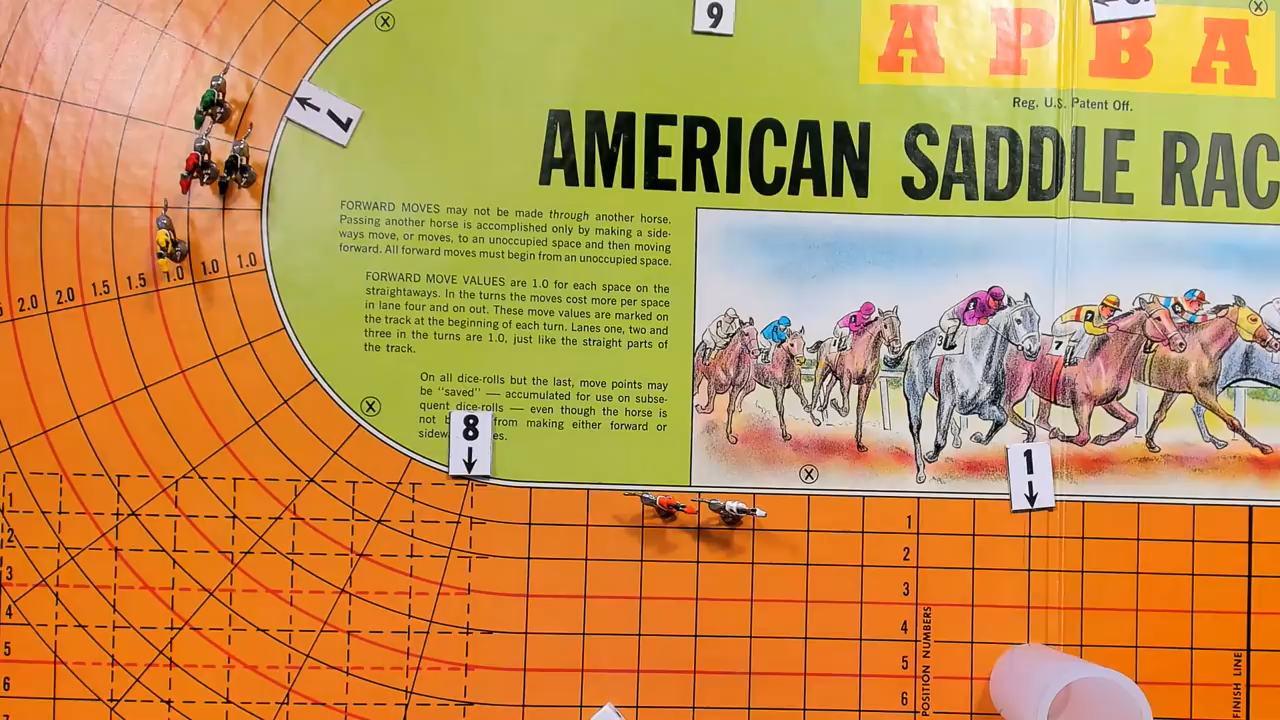 9
APBA
Reg. U.S. Patent Off.
7
AMERICAN SADDLE RAC
FORWARD MOVES may not be made through another horse.
Passing another horse is accomplished only by making a side-
ways move, or moves, to an unoccupied space and then moving
forward. All forward moves must begin from an unoccupied space.
FORWARD MOVE VALUES are 1.0 for each space on the
straightaways. In the turns the moves cost more per space
in lane four and on out. These move values are marked on
the track at the beginning of each turn. Lanes one, two and
three in the turns are 1.0, just like the straight parts of
the track.
2.0 2.0 1.5 1.5 1.0 1.0 1.0
On all dice-rolls but the last, move points may
be "saved" — accumulated for use on subse-
quent dice-rolls — even though the horse is
not from making either forward or
8
1
3
7
1
2
3
4
5
6
1
2
3
4
5
6
POSITION NUMBERS
FINISH LINE